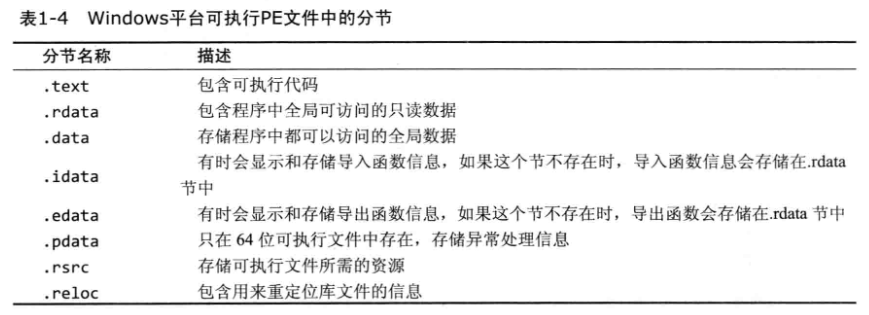 表1-4 Windows平台可执行PE文件中的分节
分节名称 描述
.text 包含可执行代码
.rdata 包含程序中全局可访问的只读数据
.data 存储程序中都可以访问的全局数据
.idata 有时会显示和存储导入函数信息，如果这个节不存在时，导入函数信息会存储在.rdata
节中
.edata 有时会显示和存储导出函数信息，如果这个节不存在时，导出函数会存储在.rdata 节中
.pdata 只在 64 位可执行文件中存在，存储异常处理信息
.rsrc 存储可执行文件所需的资源
.reloc 包含用来重定位库文件的信息